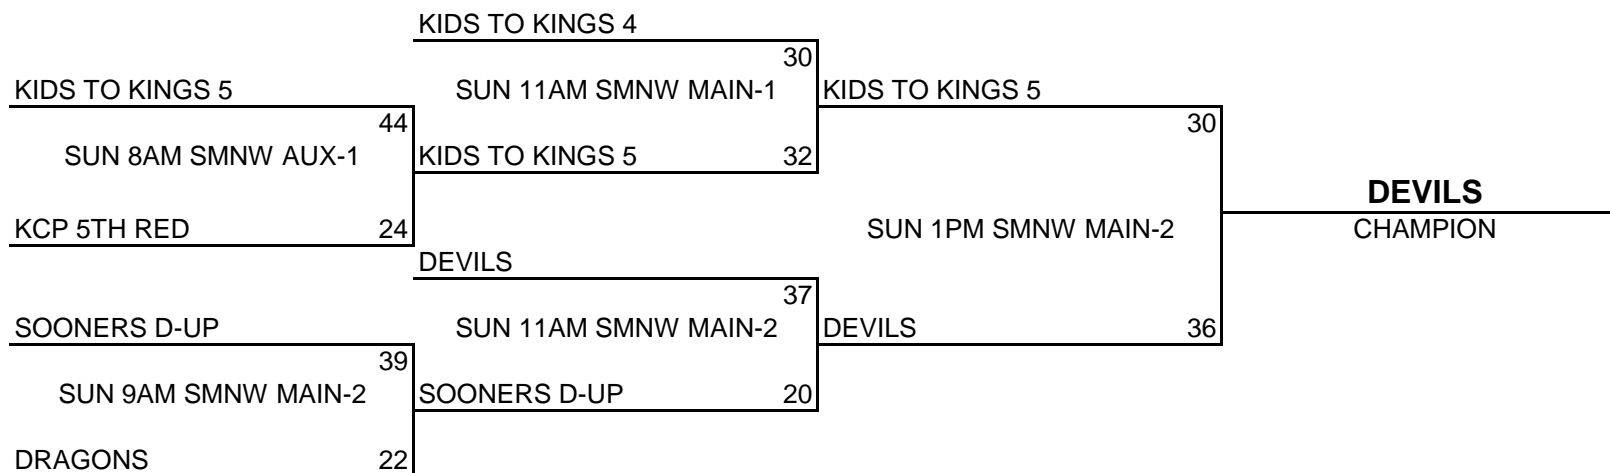 KIDS TO KINGS 4
30
KIDS TO KINGS 5
SUN 11AM SMNW MAIN-1
KIDS TO KINGS 5
44
30
SUN 8AM SMNW AUX-1
KIDS TO KINGS 5
32
DEVILS
KCP 5TH RED
24
SUN 1PM SMNW MAIN-2
CHAMPION
DEVILS
37
SOONERS D-UP
SUN 11AM SMNW MAIN-2
DEVILS
36
39
SUN 9AM SMNW MAIN-2
SOONERS D-UP
20
DRAGONS
22